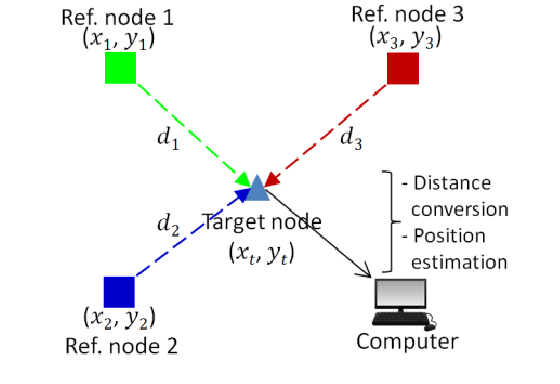 Ref. node 1
(x₁, y₁)
Ref. node 3
(x₃, y₃)
d₁
d₃
- Distance
conversion
- Position
estimation
Target node
(xₜ, yₜ)
d₂
(x₂, y₂)
Ref. node 2
Computer